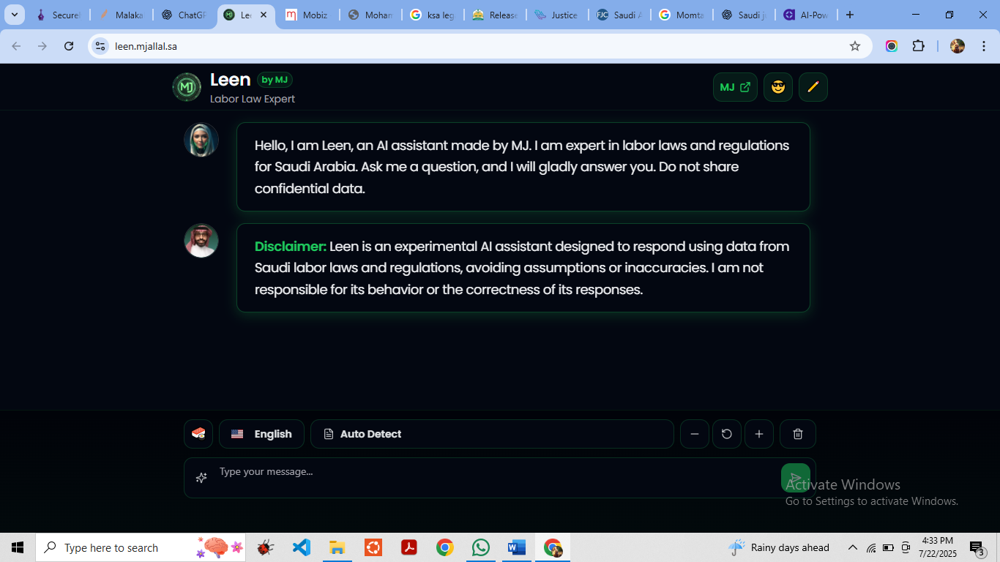 Secure
Malaka
ChatGP
Le
Mobiz
Moham
ksa leg
Release
Justice
FJC
Saudi A
Momta
Saudi j
AI-Pow
leen.mjallal.sa
MJ
Leen by MJ
Labor Law Expert
MJ
Hello, I am Leen, an AI assistant made by MJ. I am expert in labor laws and regulations
for Saudi Arabia. Ask me a question, and I will gladly answer you. Do not share
confidential data.
Disclaimer: Leen is an experimental AI assistant designed to respond using data from
Saudi labor laws and regulations, avoiding assumptions or inaccuracies. I am not
responsible for its behavior or the correctness of its responses.
English
Auto Detect
Type your message...
Activate Windows
Go to Settings to activate Windows.
Type here to search
Rainy days ahead
4:33 PM
7/22/2025
3